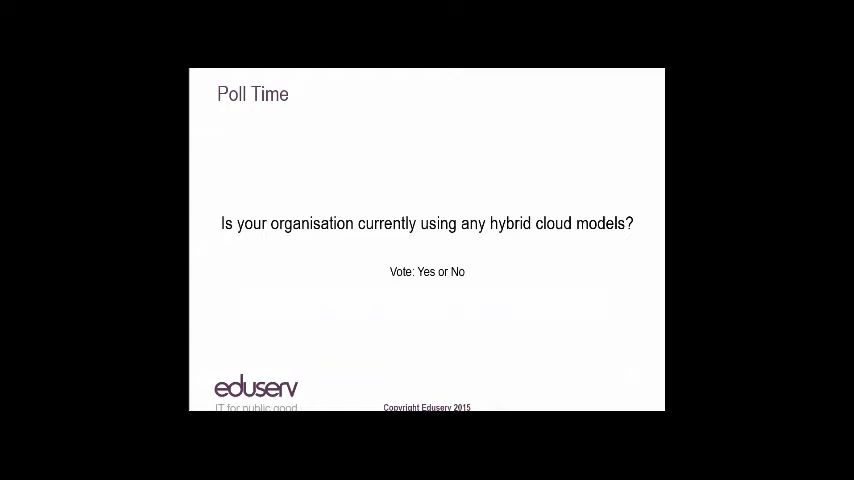 Poll Time
Is your organisation currently using any hybrid cloud models?
Vote: Yes or No
eduserv
IT for public good
Copyright Eduserv 2015